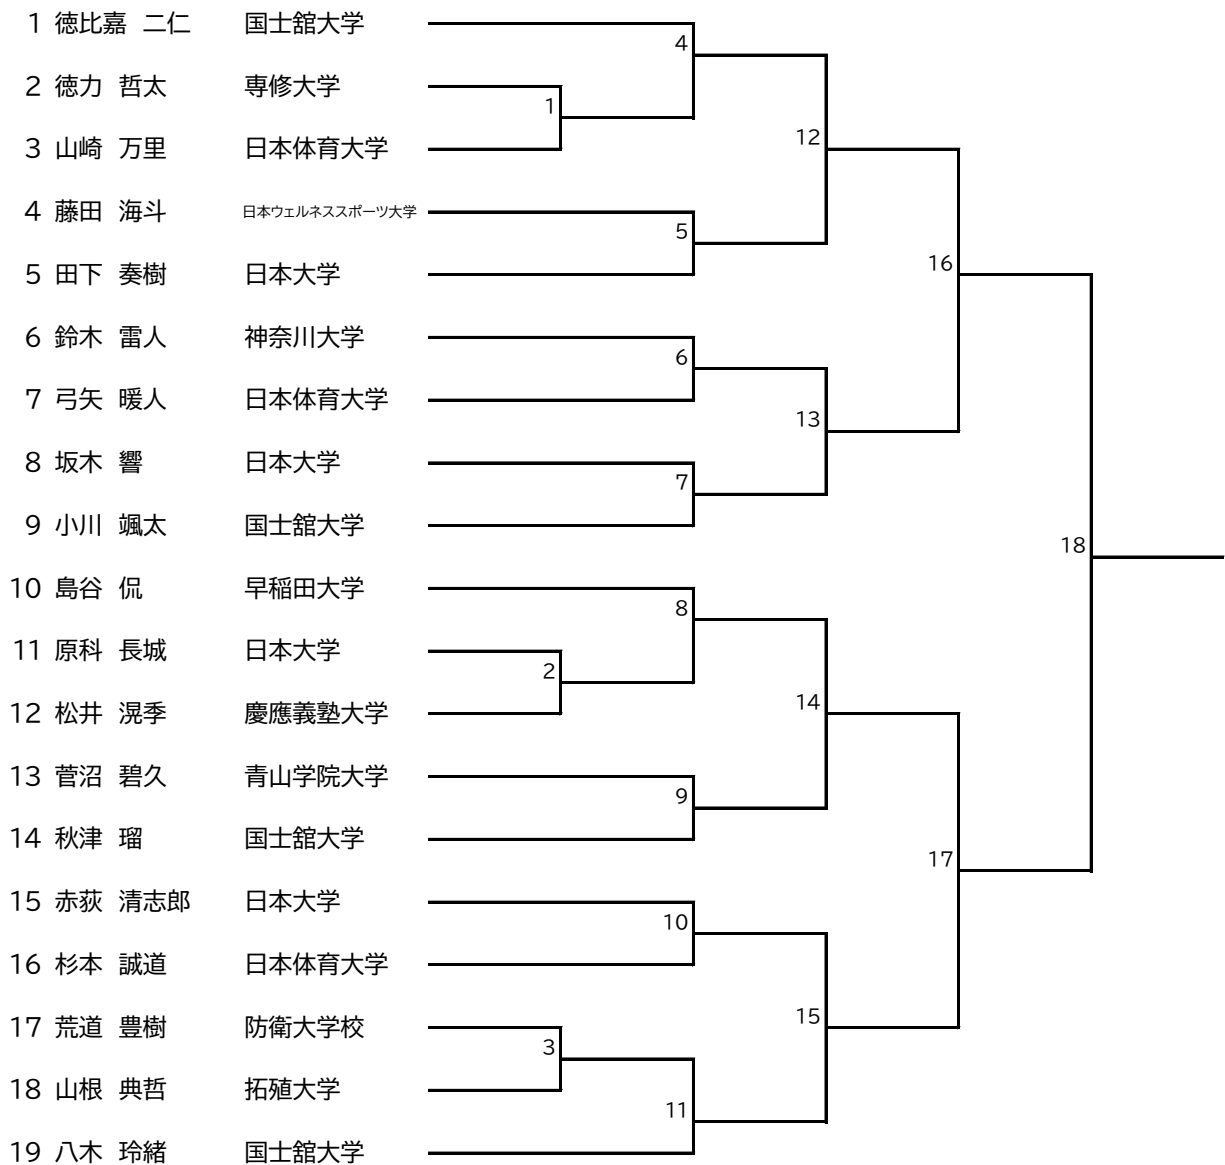 1 徳比嘉 二仁 国士舘大学
4
2 徳力 哲太 専修大学
1
12
3 山崎 万里 日本体育大学
4 藤田 海斗 日本ウェルネススポーツ大学
5
16
5 田下 奏樹 日本大学
6 鈴木 雷人 神奈川大学
6
7 弓矢 暖人 日本体育大学
13
8 坂木 響 日本大学
7
9 小川 颯太 国士舘大学
18
10 島谷 侃 早稲田大学
8
11 原科 長城 日本大学
2
14
12 松井 滉季 慶應義塾大学
13 菅沼 碧久 青山学院大学
9
14 秋津 瑠 国士舘大学
17
15 赤荻 清志郎 日本大学
10
16 杉本 誠道 日本体育大学
15
17 荒道 豊樹 防衛大学校
3
18 山根 典哲 拓殖大学
11
19 八木 玲緒 国士舘大学